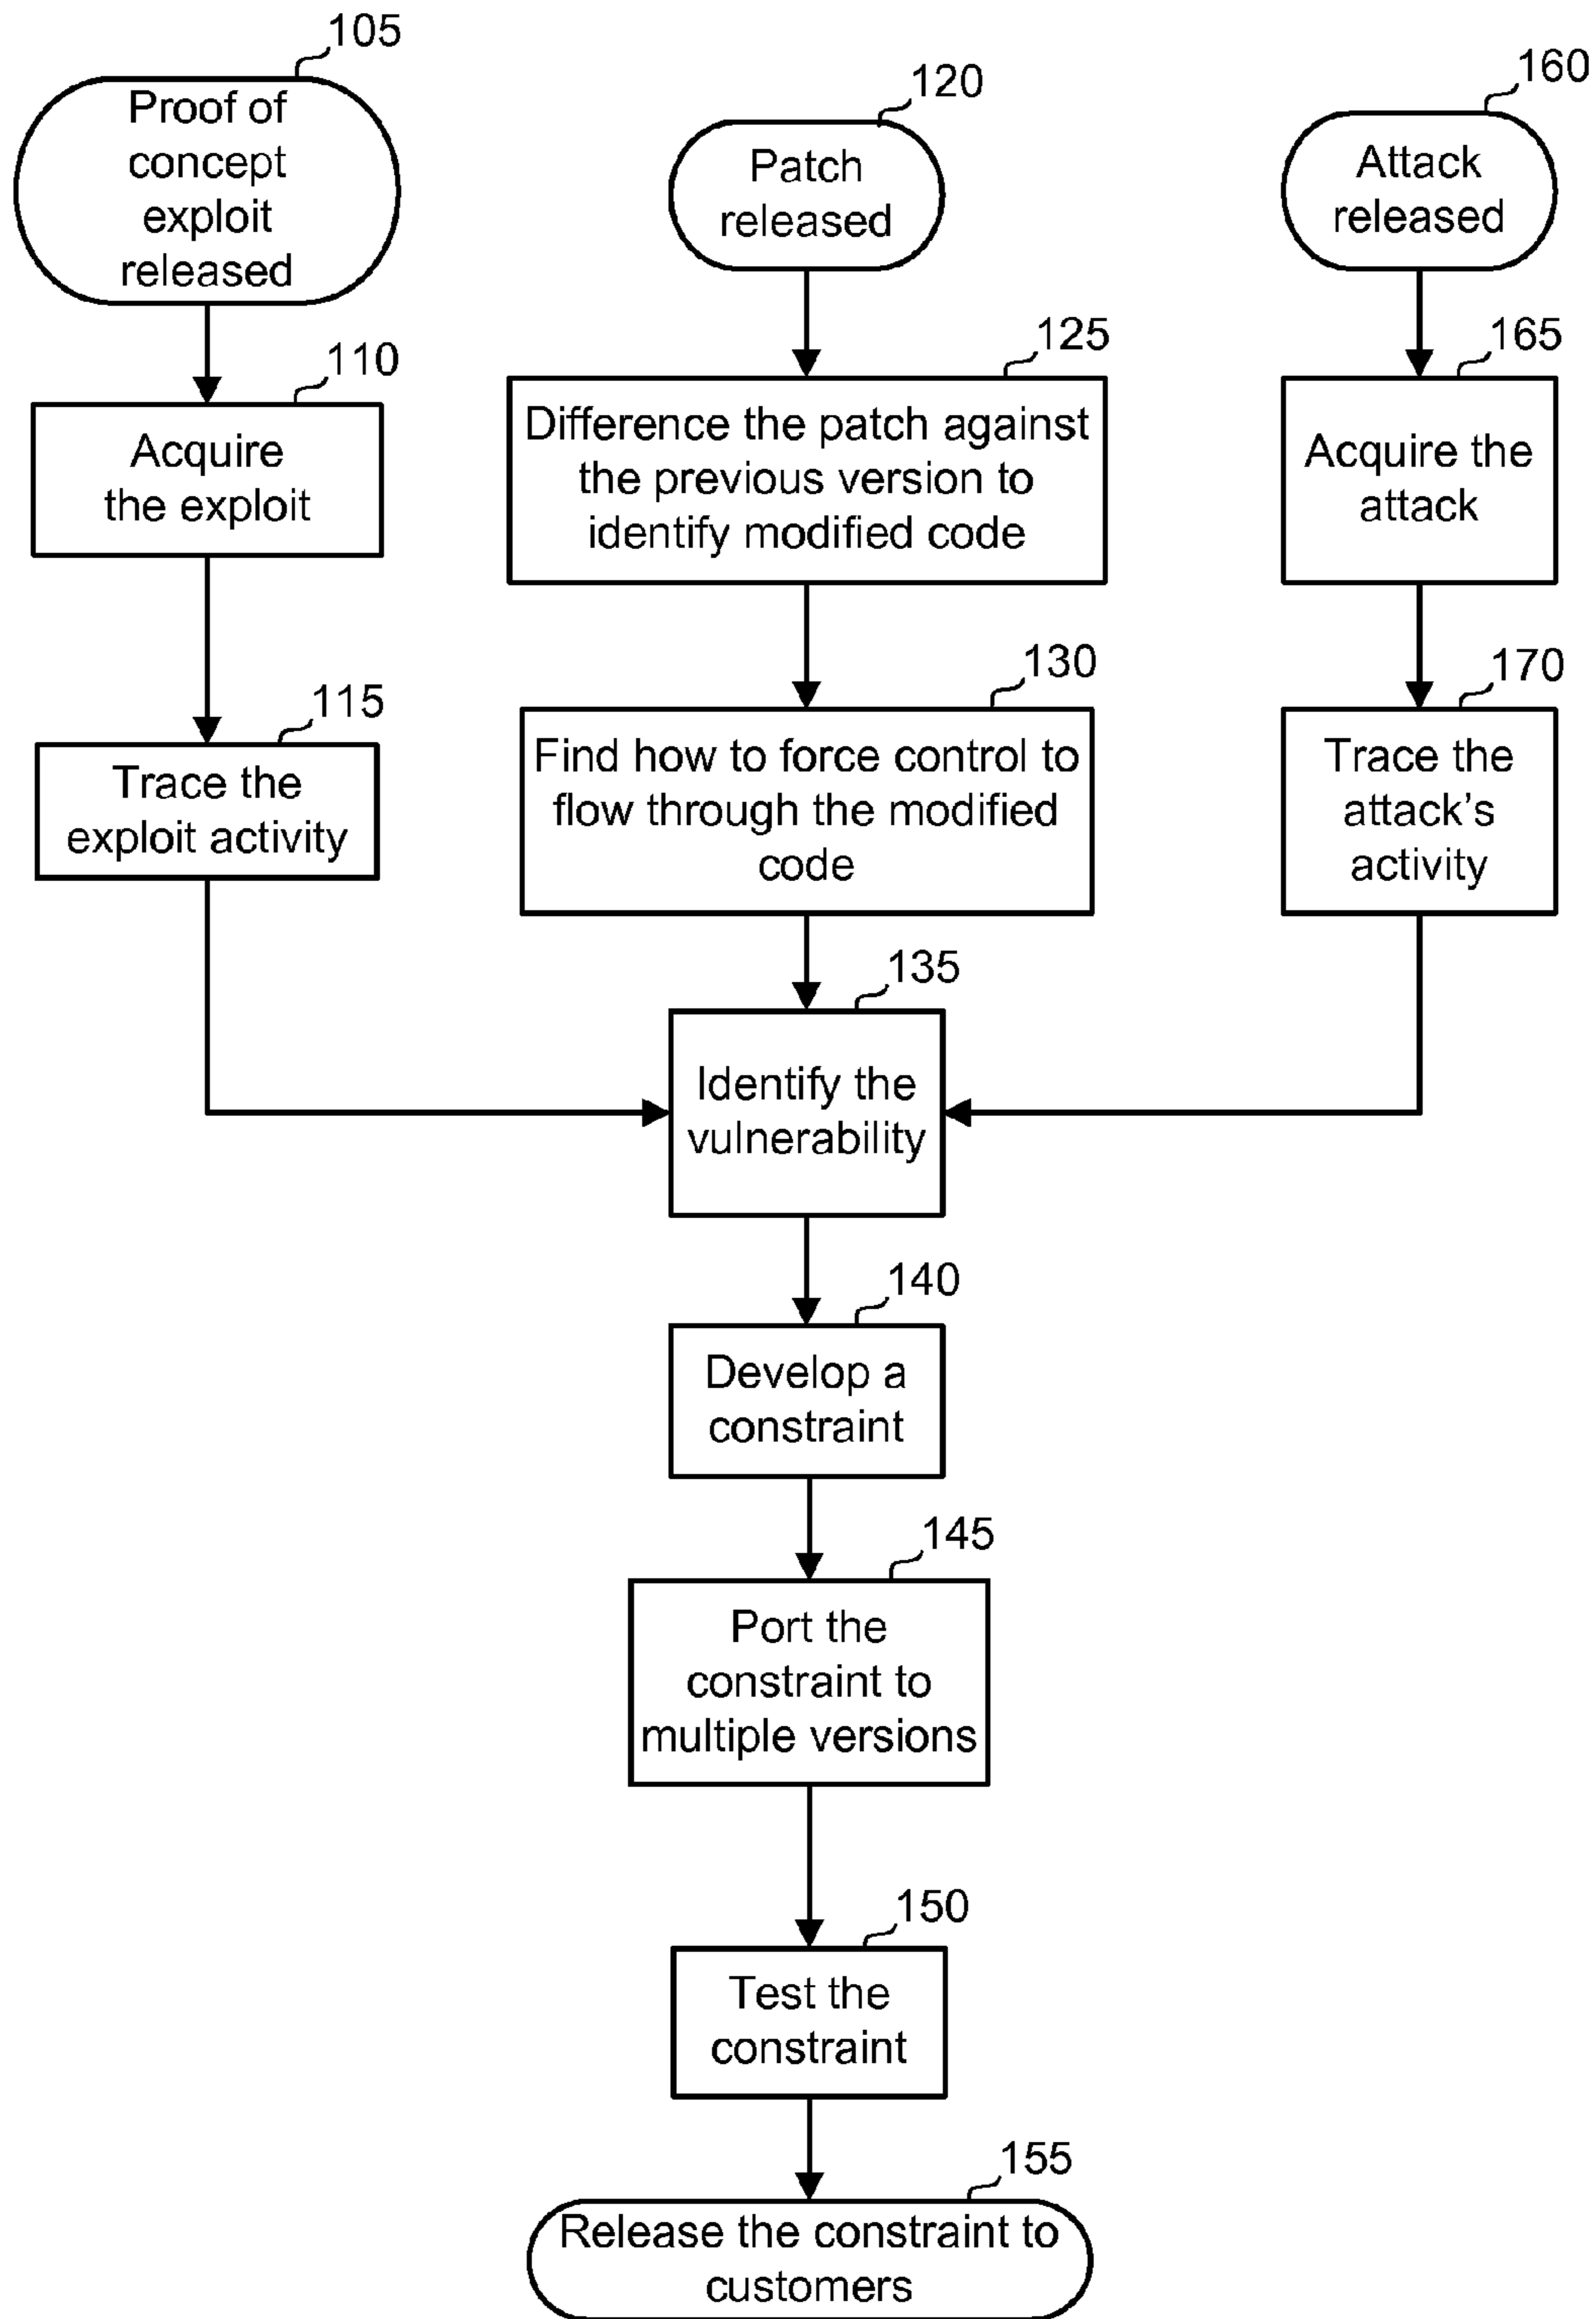 105
Proof of
concept
exploit
released
110
Acquire
the exploit
115
Trace the
exploit activity
120
Patch
released
125
Difference the patch against
the previous version to
identify modified code
130
Find how to force control to
flow through the modified
code
160
Attack
released
165
Acquire the
attack
170
Trace the
attack's
activity
135
Identify the
vulnerability
140
Develop a
constraint
145
Port the
constraint to
multiple versions
150
Test the
constraint
155
Release the constraint to
customers